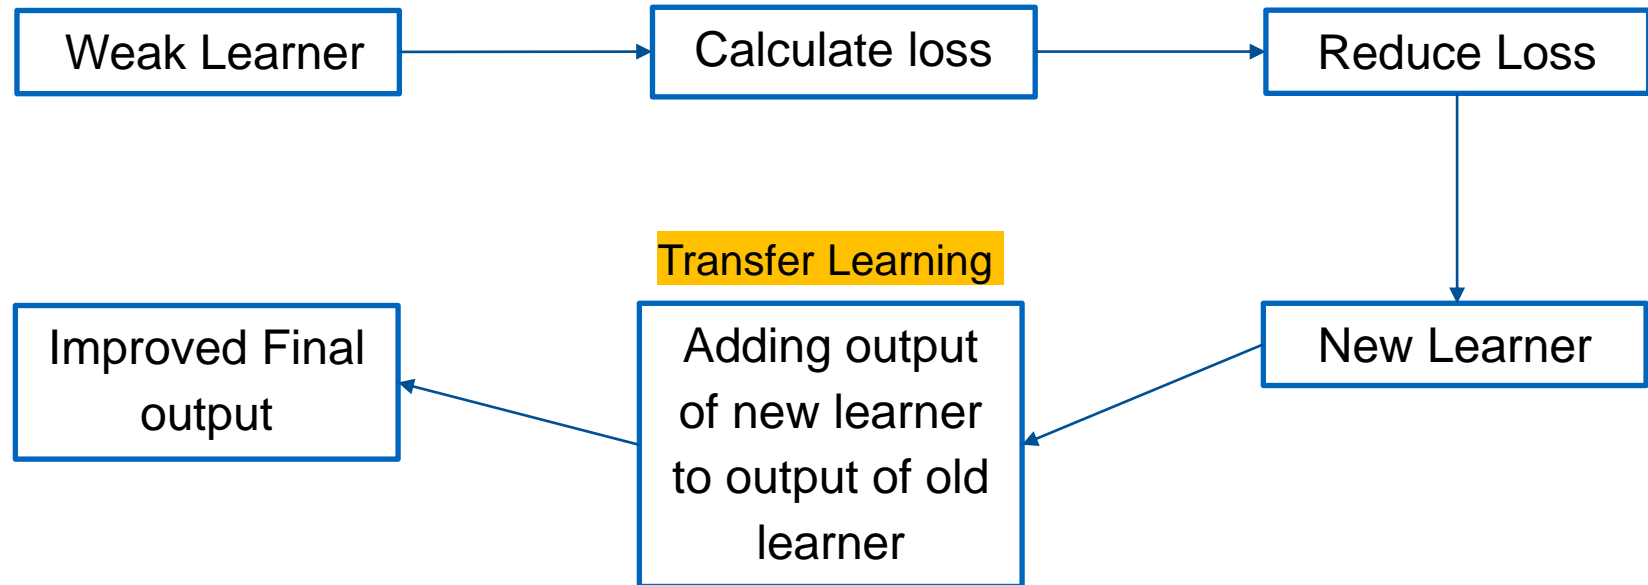 Weak Learner
Calculate loss
Reduce Loss
New Learner
Transfer Learning
Adding output
of new learner
to output of old
learner
Improved Final
output